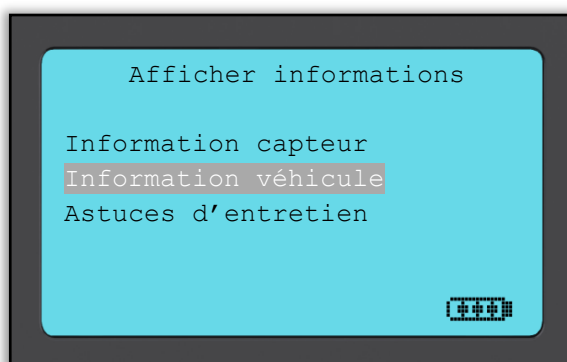 Afficher informations
Information capteur
Information véhicule
Astuces d’entretien